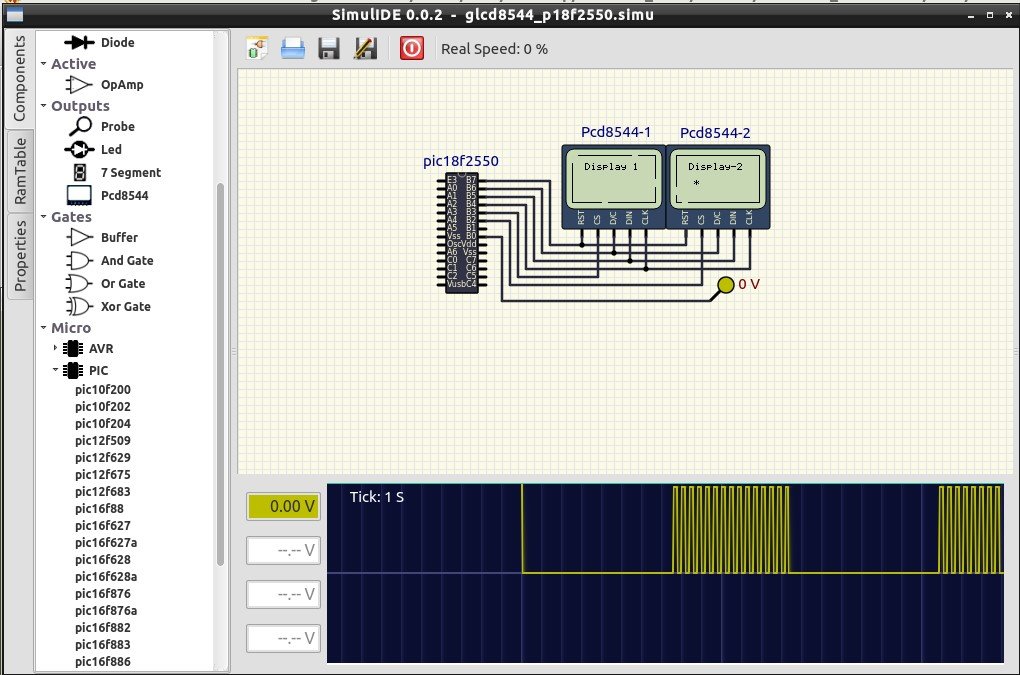 SimulIDE 0.0.2 - glcd8544_p18f2550.simu
Components
RamTable
Properties
Diode
Active
OpAmp
Outputs
Probe
Led
7 Segment
Pcd8544
Gates
Buffer
And Gate
Or Gate
Xor Gate
Micro
AVR
PIC
pic10f200
pic10f202
pic10f204
pic12f509
pic12f629
pic12f675
pic12f683
pic16f88
pic16f627
pic16f627a
pic16f628
pic16f628a
pic16f876
pic16f876a
pic16f882
pic16f883
pic16f886
Real Speed: 0 %
Pcd8544-1 Pcd8544-2
pic18f2550
Display 1
Display-2
*
RST CS D/C DIN CLK
RST CS D/C DIN CLK
E3 B7
A0 B6
A1 B5
A2 B4
A3 B3
A4 B2
A5 B1
Vss B0
Osc Vdd
A6 Vss
C0 C7
C1 C6
C2 C5
Vusb C4
0 V
Tick: 1 S
0.00 V
--.-- V
--.-- V
--.-- V